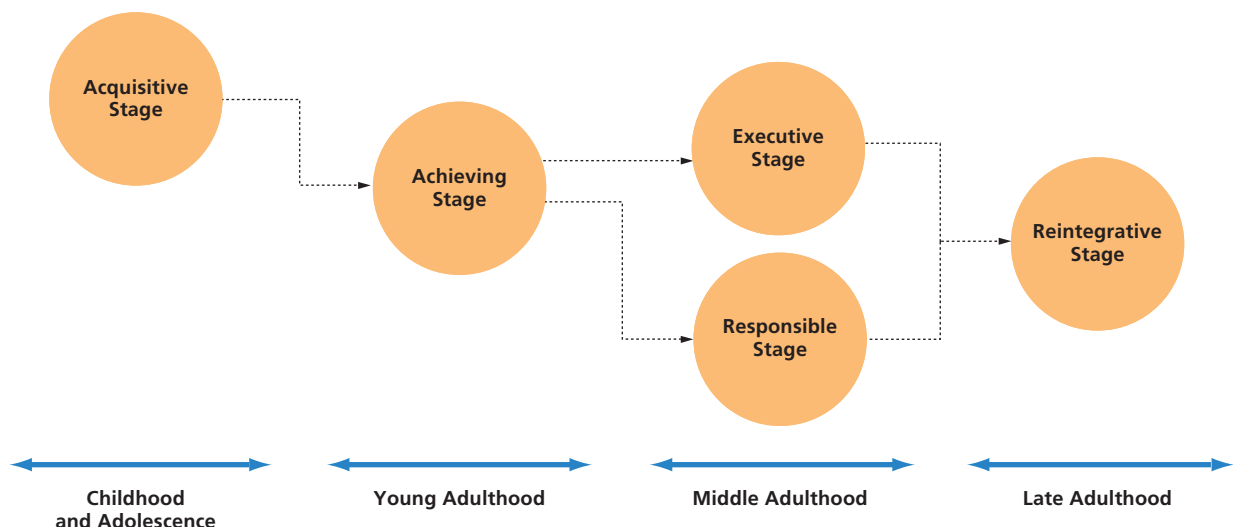 Acquisitive
Stage
Achieving
Stage
Executive
Stage
Responsible
Stage
Reintegrative
Stage
Childhood
and Adolescence
Young Adulthood
Middle Adulthood
Late Adulthood